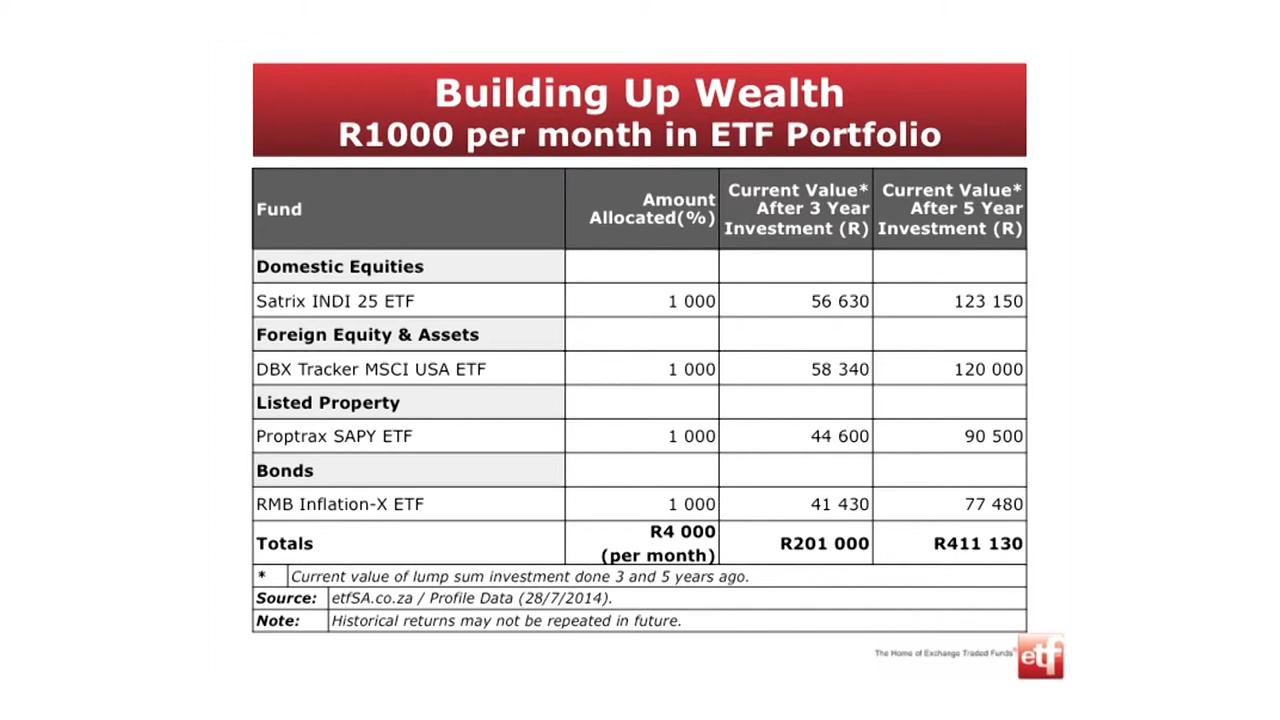 Building Up Wealth
R1000 per month in ETF Portfolio
Fund
Amount
Allocated(%)
Current Value*
After 3 Year
Investment (R)
Current Value*
After 5 Year
Investment (R)
Domestic Equities
Satrix INDI 25 ETF 1 000 56 630 123 150
Foreign Equity & Assets
DBX Tracker MSCI USA ETF 1 000 58 340 120 000
Listed Property
Proptrax SAPY ETF 1 000 44 600 90 500
Bonds
RMB Inflation-X ETF 1 000 41 430 77 480
Totals R4 000
(per month) R201 000 R411 130
* Current value of lump sum investment done 3 and 5 years ago.
Source: etfSA.co.za / Profile Data (28/7/2014).
Note: Historical returns may not be repeated in future.
The Home of Exchange Traded Funds
etf